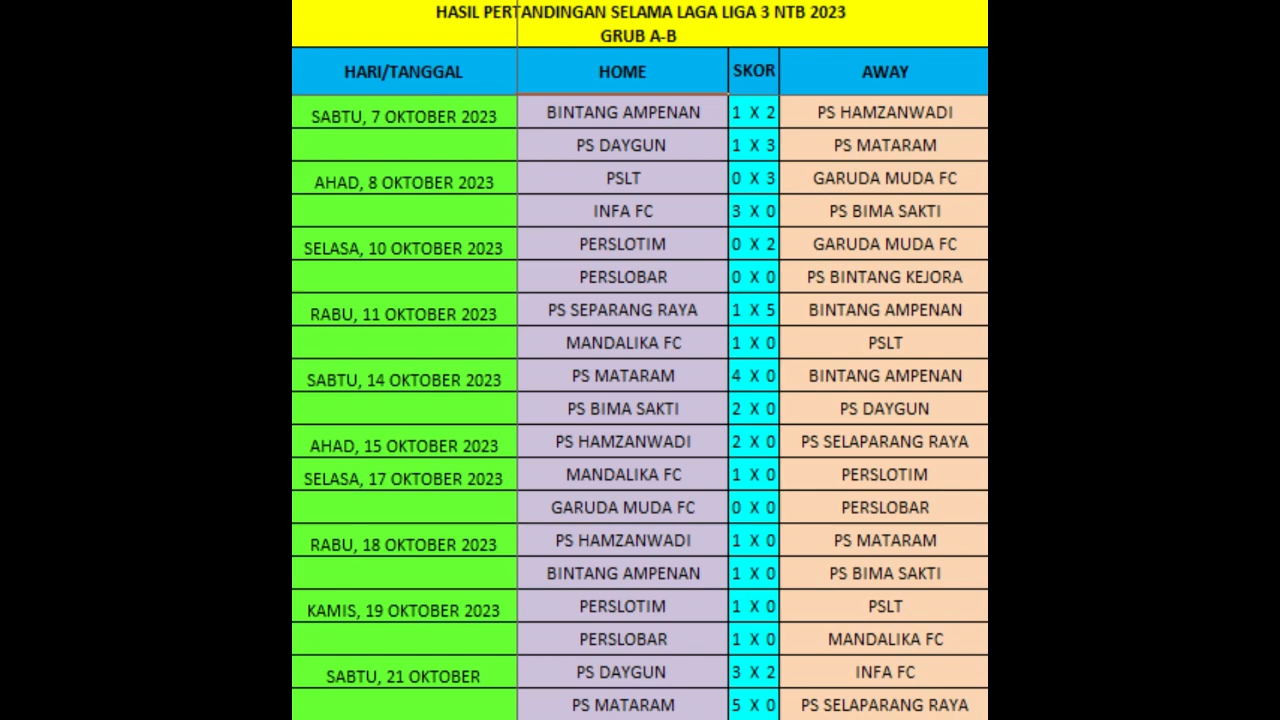 HASIL PERTANDINGAN SELAMA LAGA LIGA 3 NTB 2023
GRUB A-B
HARI/TANGGAL HOME SKOR AWAY
SABTU, 7 OKTOBER 2023 BINTANG AMPENAN 1 X 2 PS HAMZANWADI
PS DAYGUN 1 X 3 PS MATARAM
AHAD, 8 OKTOBER 2023 PSLT 0 X 3 GARUDA MUDA FC
INFA FC 3 X 0 PS BIMA SAKTI
SELASA, 10 OKTOBER 2023 PERSLOTIM 0 X 2 GARUDA MUDA FC
PERSLOBAR 0 X 0 PS BINTANG KEJORA
RABU, 11 OKTOBER 2023 PS SEPARANG RAYA 1 X 5 BINTANG AMPENAN
MANDALIKA FC 1 X 0 PSLT
SABTU, 14 OKTOBER 2023 PS MATARAM 4 X 0 BINTANG AMPENAN
PS BIMA SAKTI 2 X 0 PS DAYGUN
AHAD, 15 OKTOBER 2023 PS HAMZANWADI 2 X 0 PS SELAPARANG RAYA
SELASA, 17 OKTOBER 2023 MANDALIKA FC 1 X 0 PERSLOTIM
GARUDA MUDA FC 0 X 0 PERSLOBAR
RABU, 18 OKTOBER 2023 PS HAMZANWADI 1 X 0 PS MATARAM
BINTANG AMPENAN 1 X 0 PS BIMA SAKTI
KAMIS, 19 OKTOBER 2023 PERSLOTIM 1 X 0 PSLT
PERSLOBAR 1 X 0 MANDALIKA FC
SABTU, 21 OKTOBER PS DAYGUN 3 X 2 INFA FC
PS MATARAM 5 X 0 PS SELAPARANG RAYA